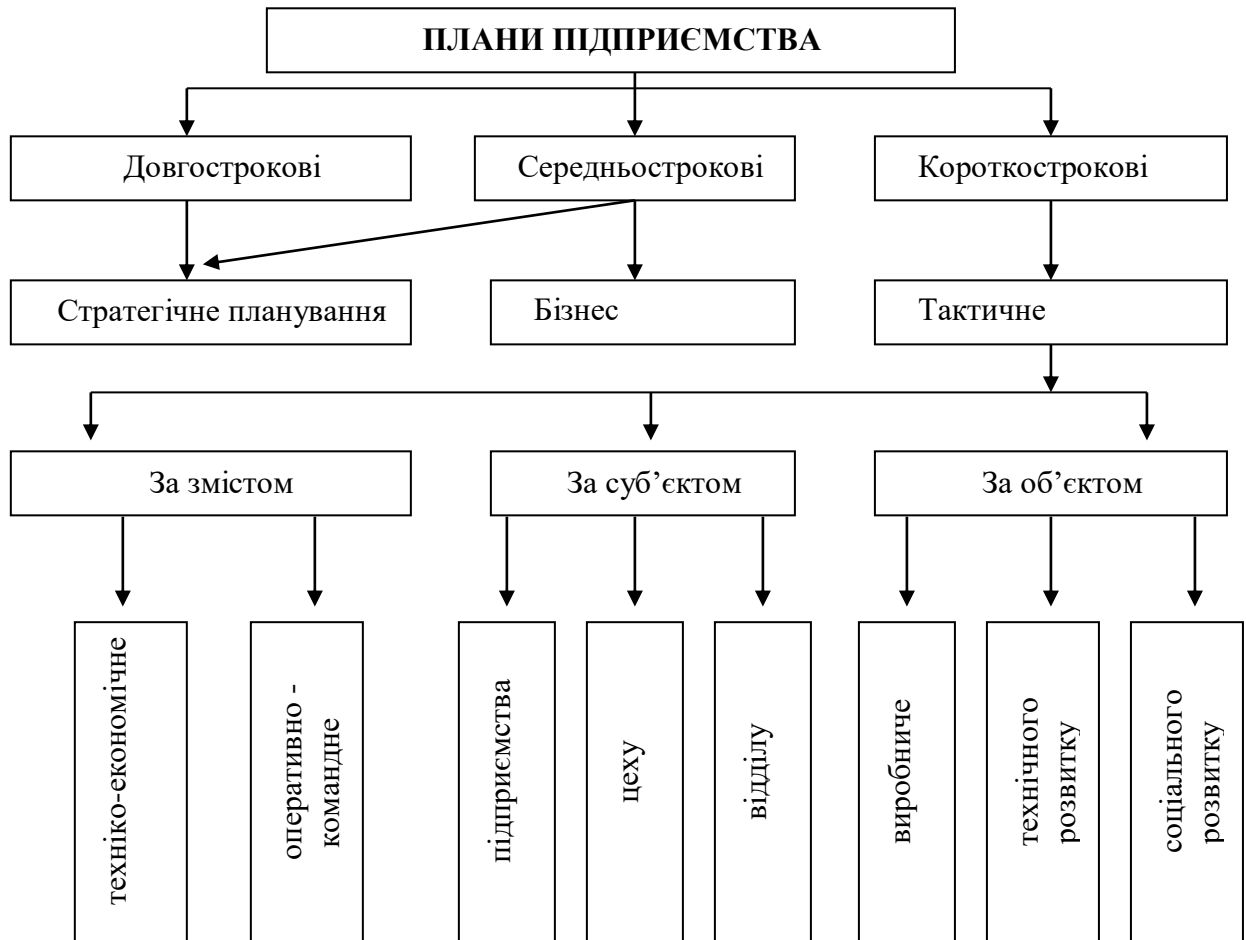 ПЛАНИ ПІДПРИЄМСТВА
Довгострокові
Середньострокові
Короткострокові
Стратегічне планування
Бізнес
Тактичне
За змістом
За суб’єктом
За об’єктом
техніко-економічне
оперативно -
командне
підприємства
цеху
відділу
виробниче
технічного
розвитку
соціального
розвитку